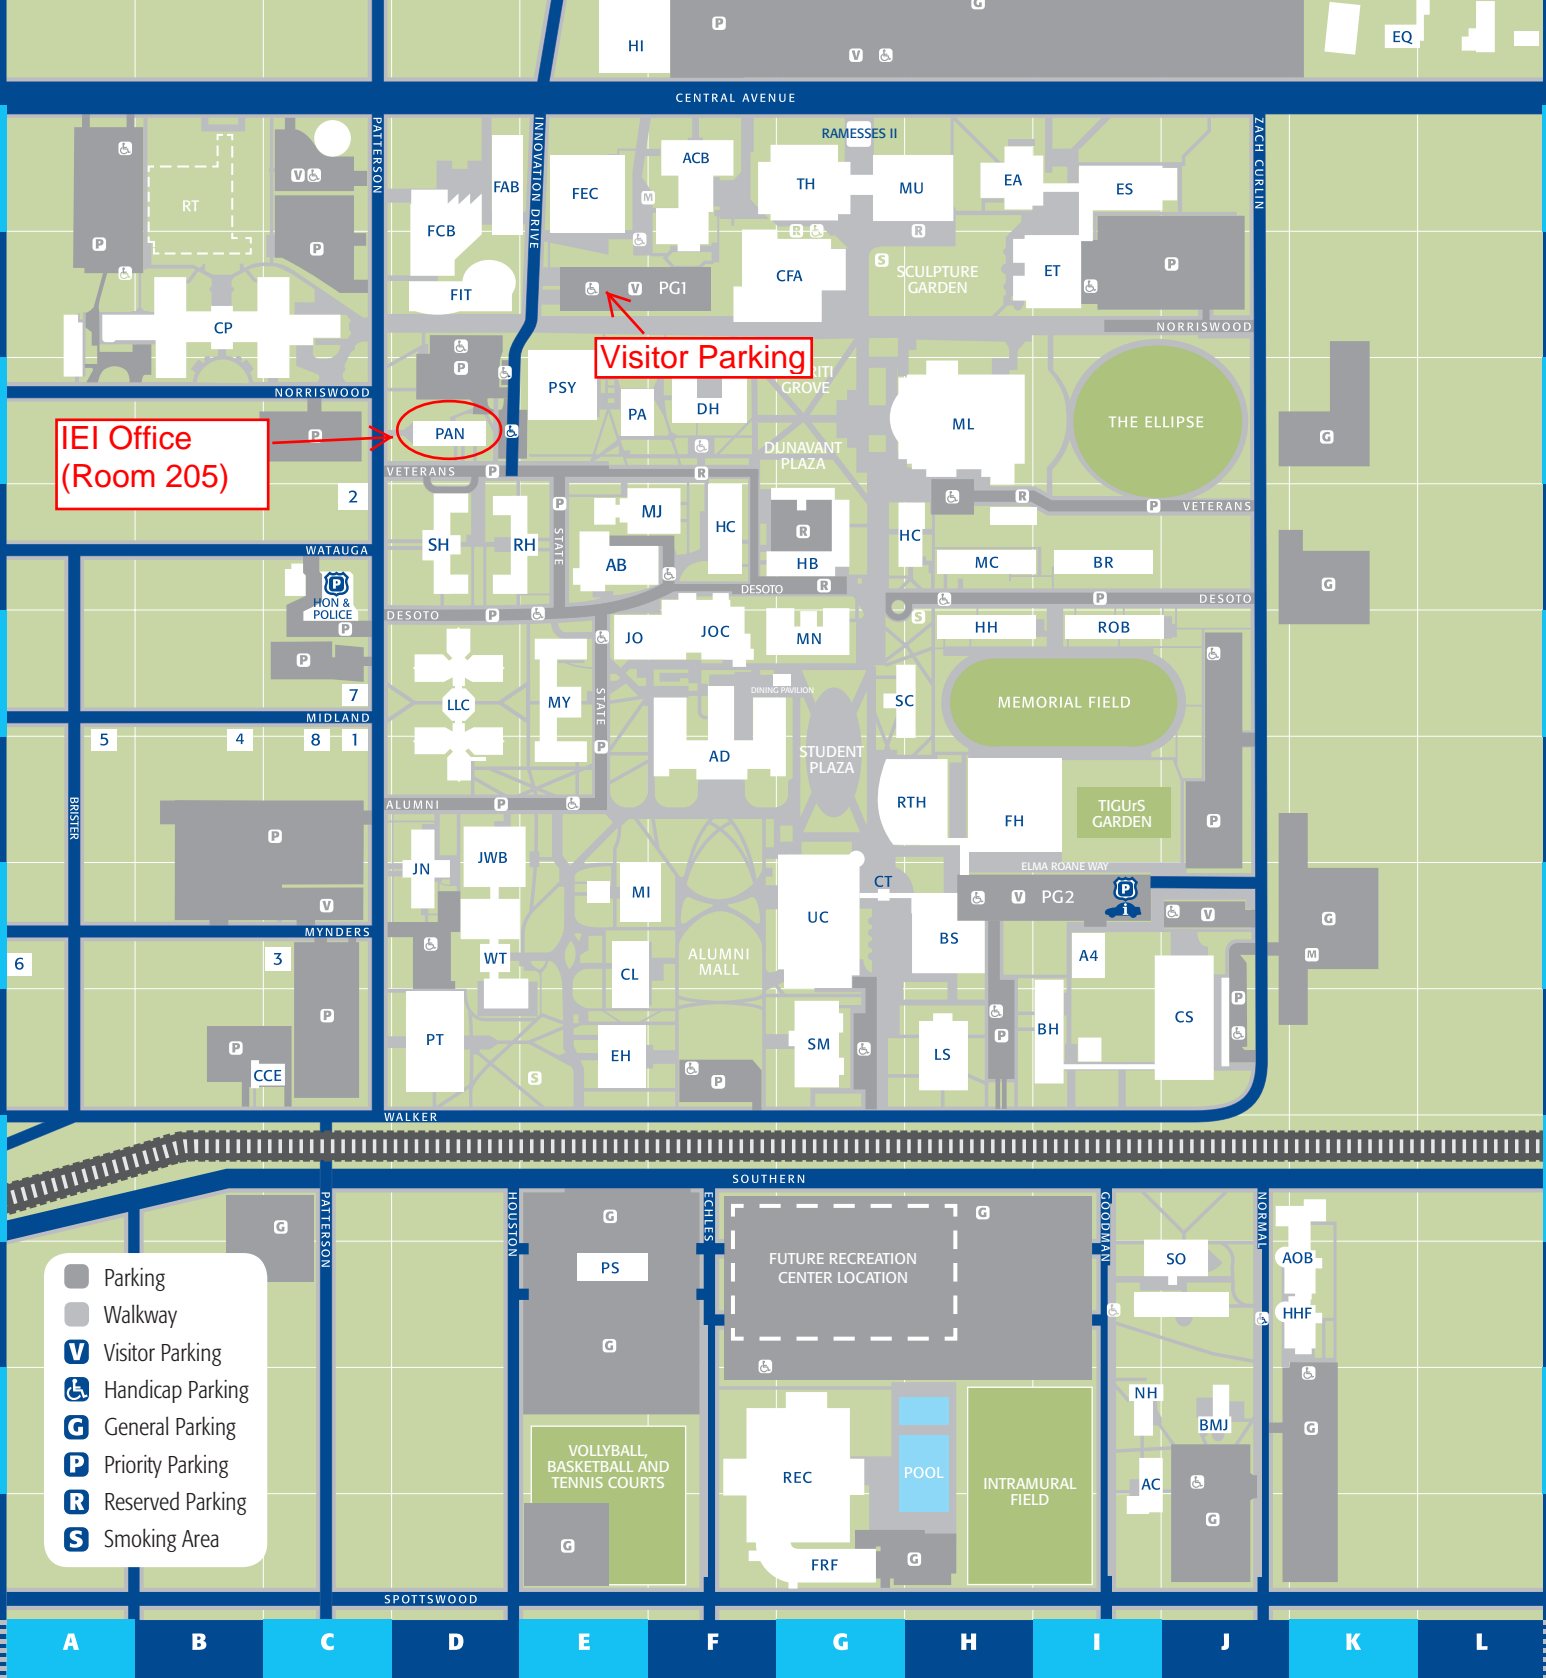 G
P
HI
EQ
V
CENTRAL AVENUE
PATTERSON
INNOVATION DRIVE
ZACH CURLIN
RAMESSES II
ACB
TH
MU
EA
ES
FAB
FEC
M
V
RT
FCB
R
R
P
P
S
SCULPTURE
GARDEN
ET
P
CFA
FIT
V
PG1
CP
NORRISWOOD
P
P
Visitor Parking
RITI
GROVE
PSY
NORRISWOOD
PA
DH
ML
THE ELLIPSE
IEI Office
(Room 205)
P
PAN
G
DUNAVANT
PLAZA
VETERANS
P
R
2
P
MJ
HC
R
R
P
VETERANS
SH
RH
STATE
AB
HC
HB
MC
BR
WATAUGA
P
HON &
POLICE
G
DESOTO
R
P
DESOTO
DESOTO
P
S
P
JO
JOC
MN
HH
ROB
P
7
LLC
MY
STATE
DINING PAVILION
SC
MEMORIAL FIELD
MIDLAND
5
4
8
1
P
AD
STUDENT
PLAZA
ALUMNI
P
RTH
FH
TIGUrS
GARDEN
BRISTER
P
P
JN
JWB
ELMA ROANE WAY
MI
CT
V
PG2
P
i
V
V
UC
G
MYNDERS
BS
A4
M
6
3
WT
CL
ALUMNI
MALL
P
P
PT
EH
SM
LS
P
BH
CS
P
CCE
S
P
WALKER
SOUTHERN
PATTERSON
HOUSTON
ECHLES
GOODMAN
NORMAL
G
G
G
PS
FUTURE RECREATION
CENTER LOCATION
SO
AOB
HHF
Parking
Walkway
V Visitor Parking
Handicap Parking
G General Parking
P Priority Parking
R Reserved Parking
S Smoking Area
G
NH
BMJ
G
VOLLYBALL,
BASKETBALL AND
TENNIS COURTS
REC
POOL
INTRAMURAL
FIELD
AC
G
G
FRF
G
SPOTTSWOOD
A B C D E F G H I J K L